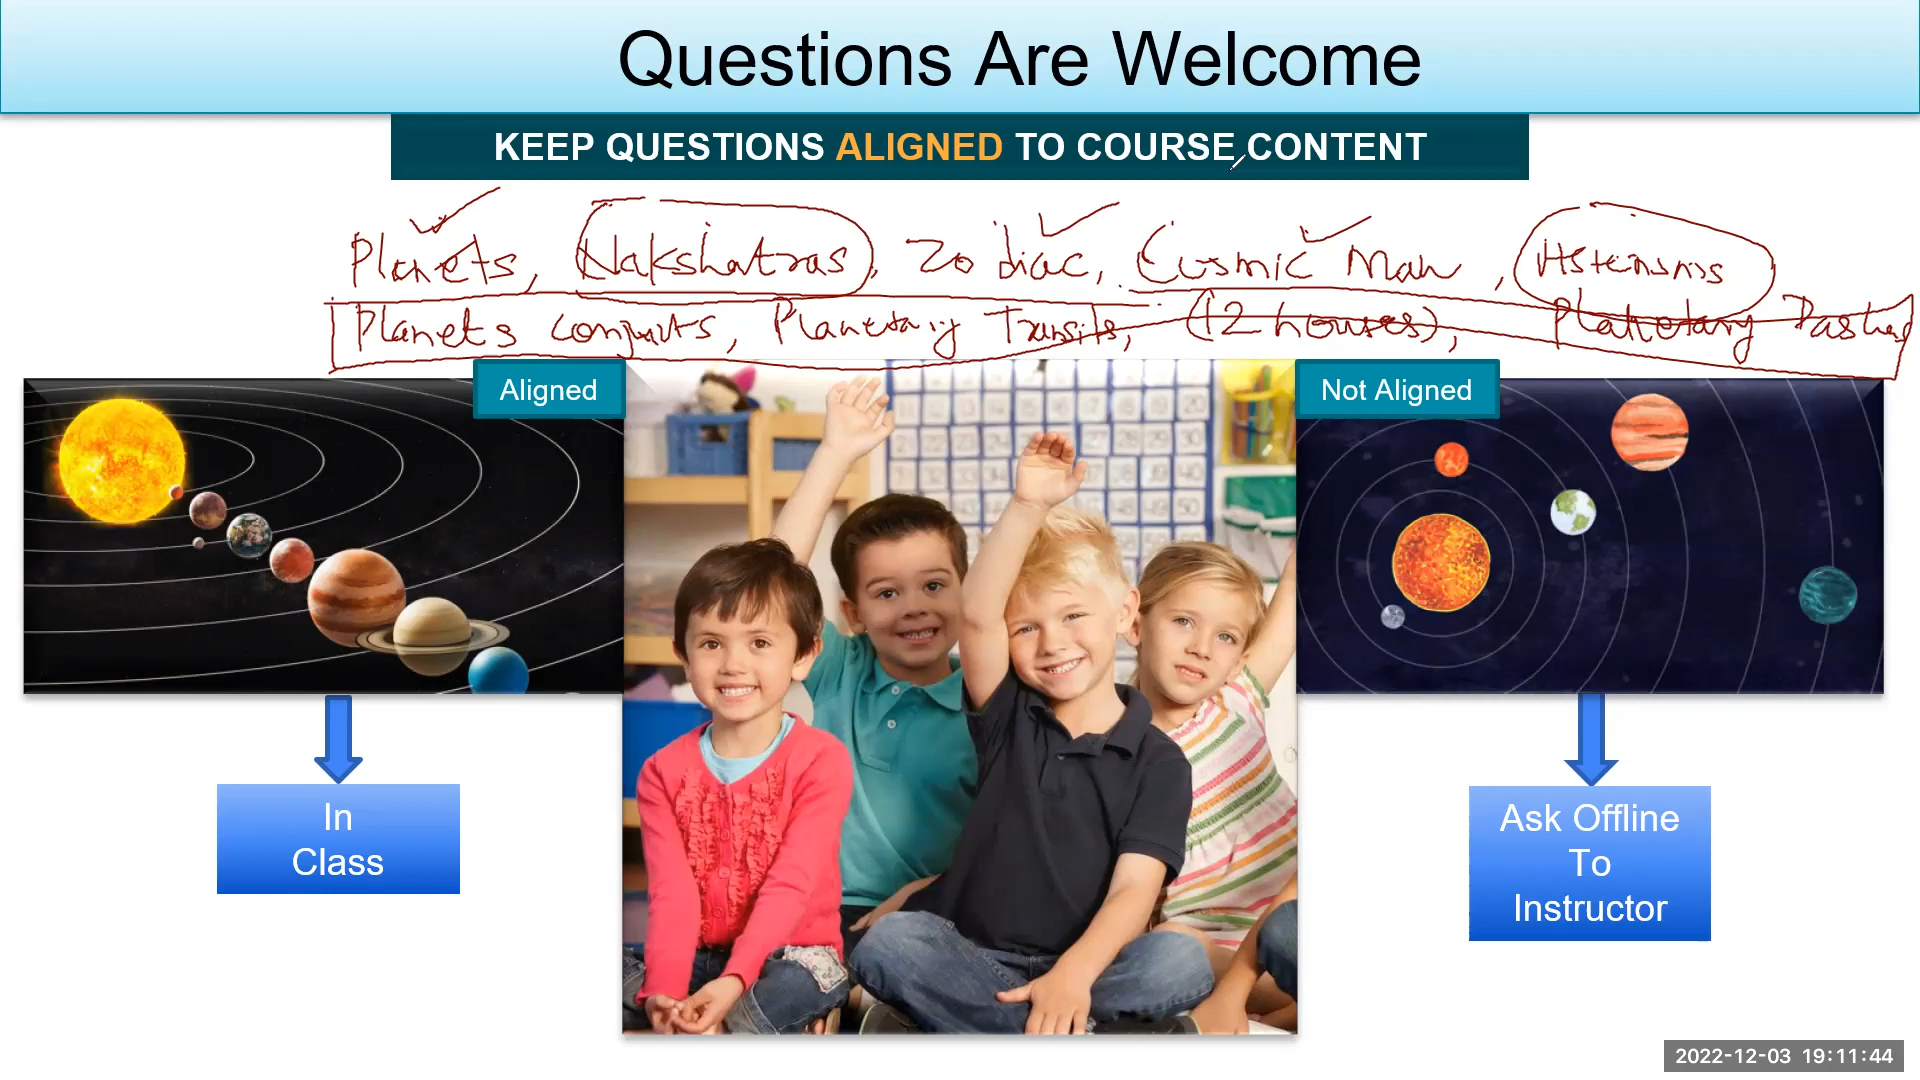 Questions Are Welcome
KEEP QUESTIONS ALIGNED TO COURSE CONTENT
Planets, Nakshatras, Zodiac, Cosmic Man,
Planets Planetary Transits, (12 houses), Planetary
Aligned
Not Aligned
In
Class
Ask Offline
To
Instructor
2022-12-03 19:11:44